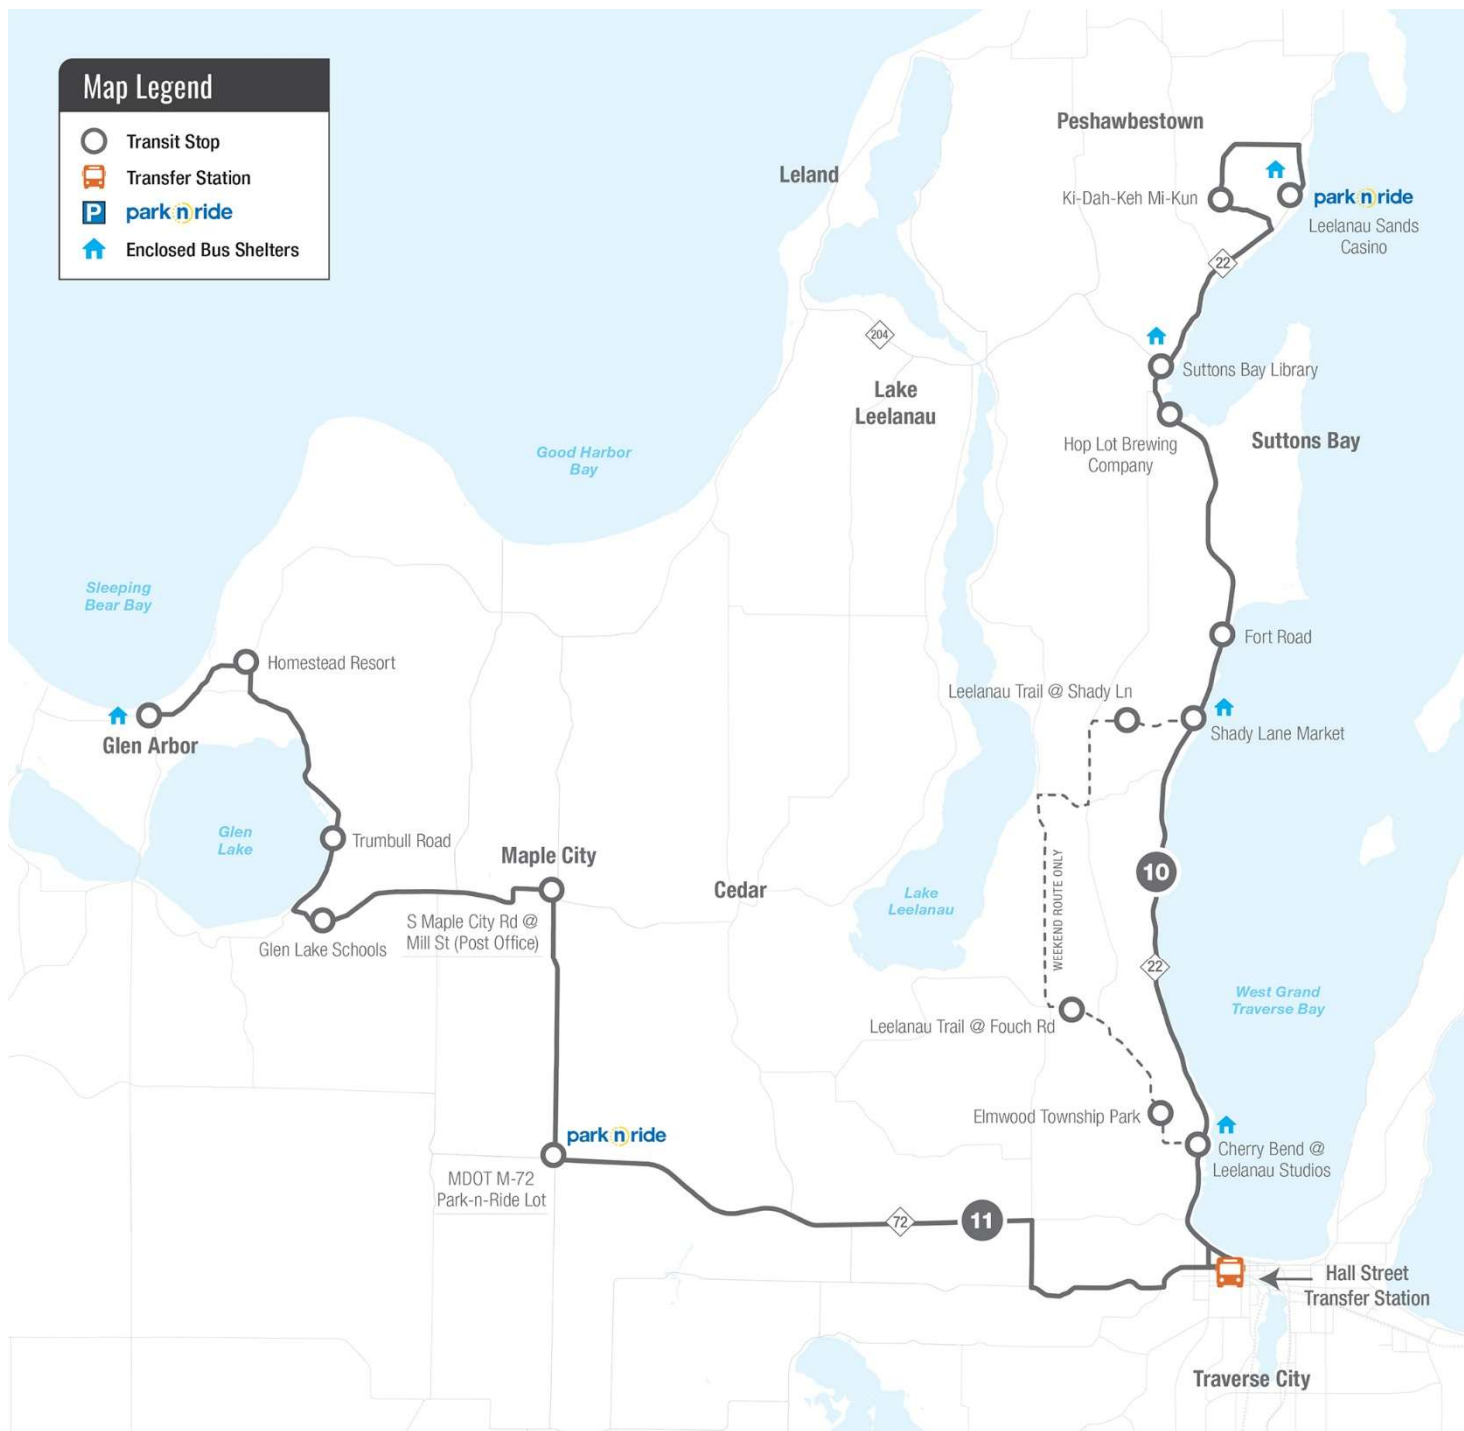 Map Legend
Transit Stop
Transfer Station
P park n ride
Enclosed Bus Shelters
Peshawbestown
Leland
Ki-Dah-Keh Mi-Kun
park n ride
Leelanau Sands
Casino
22
204
Suttons Bay Library
Lake
Leelanau
Hop Lot Brewing
Company
Suttons Bay
Good Harbor
Bay
Sleeping
Bear Bay
Fort Road
Homestead Resort
Leelanau Trail @ Shady Ln
Shady Lane Market
Glen Arbor
Glen
Lake
Trumbull Road
Maple City
Cedar
10
Lake
Leelanau
WEEKEND ROUTE ONLY
S Maple City Rd @
Mill St (Post Office)
Glen Lake Schools
22
West Grand
Traverse Bay
Leelanau Trail @ Fouch Rd
Elmwood Township Park
park n ride
Cherry Bend @
Leelanau Studios
MDOT M-72
Park-n-Ride Lot
72
11
Hall Street
Transfer Station
Traverse City